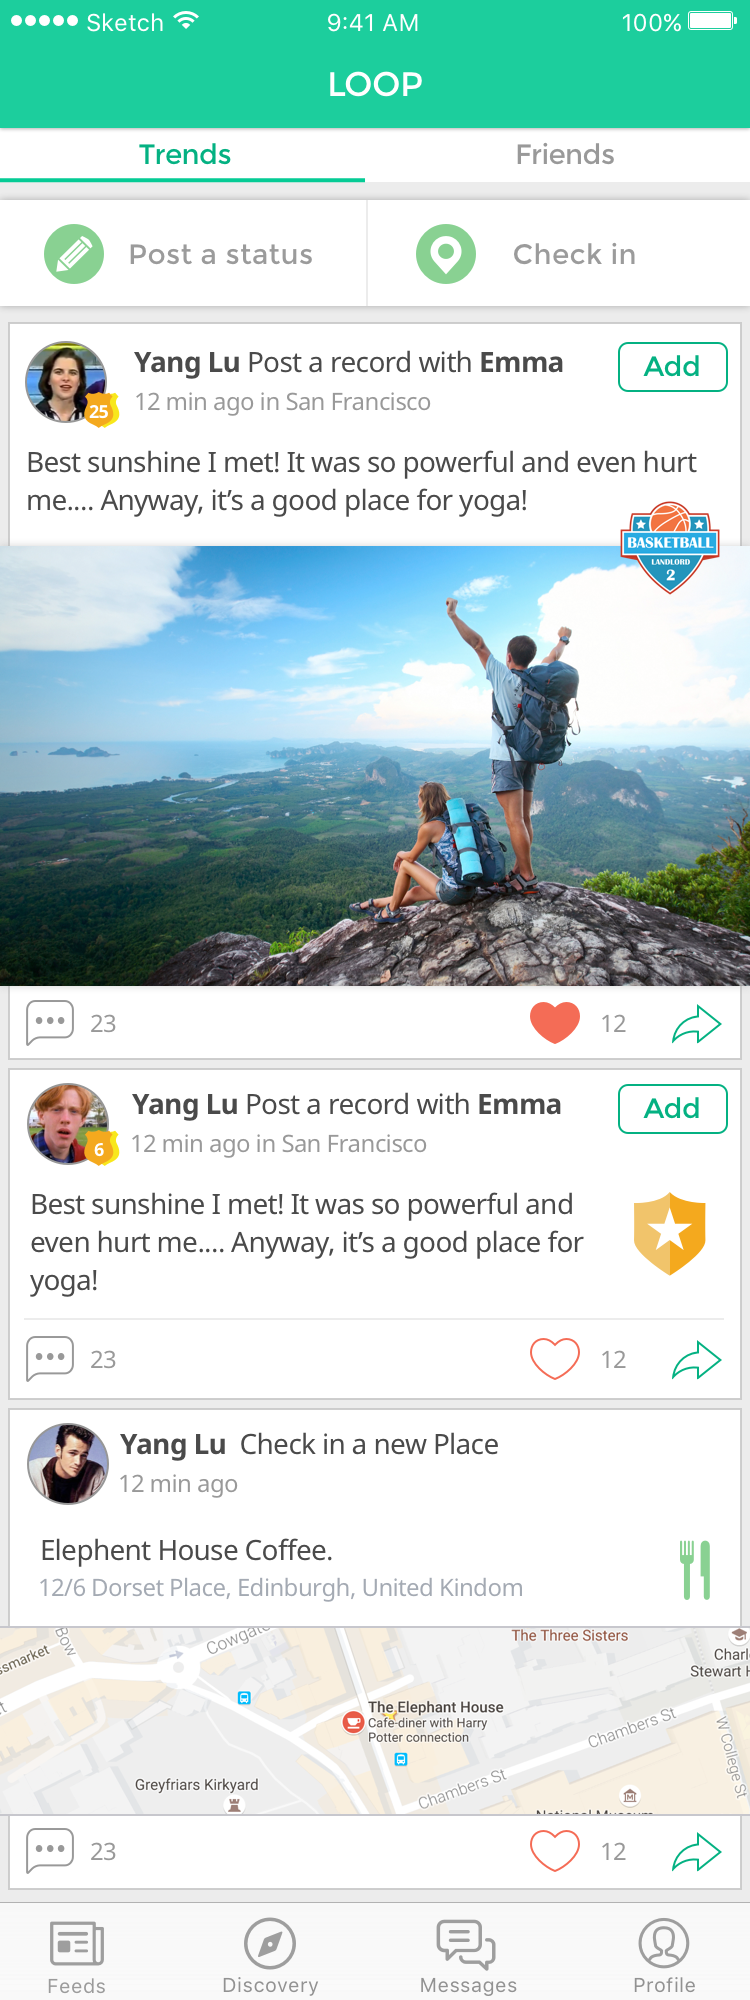 Sketch 9:41 AM 100%
LOOP
Trends Friends
Post a status Check in
Yang Lu Post a record with Emma Add
12 min ago in San Francisco
25
Best sunshine I met! It was so powerful and even hurt
me.... Anyway, it's a good place for yoga!
BASKETBALL
LANDLORD
2
23 12
Yang Lu Post a record with Emma Add
12 min ago in San Francisco
6
Best sunshine I met! It was so powerful and
even hurt me.... Anyway, it's a good place for
yoga!
23 12
Yang Lu Check in a new Place
12 min ago
Elephent House Coffee.
12/6 Dorset Place, Edinburgh, United Kindom
Bow
Cowgate
The Three Sisters
ssmarket
Charl
Stewart H
The Elephant House
Cafe-diner with Harry
Potter connection
Chambers St
W College St
Greyfriars Kirkyard
Chambers St
23 12
Feeds Discovery Messages Profile